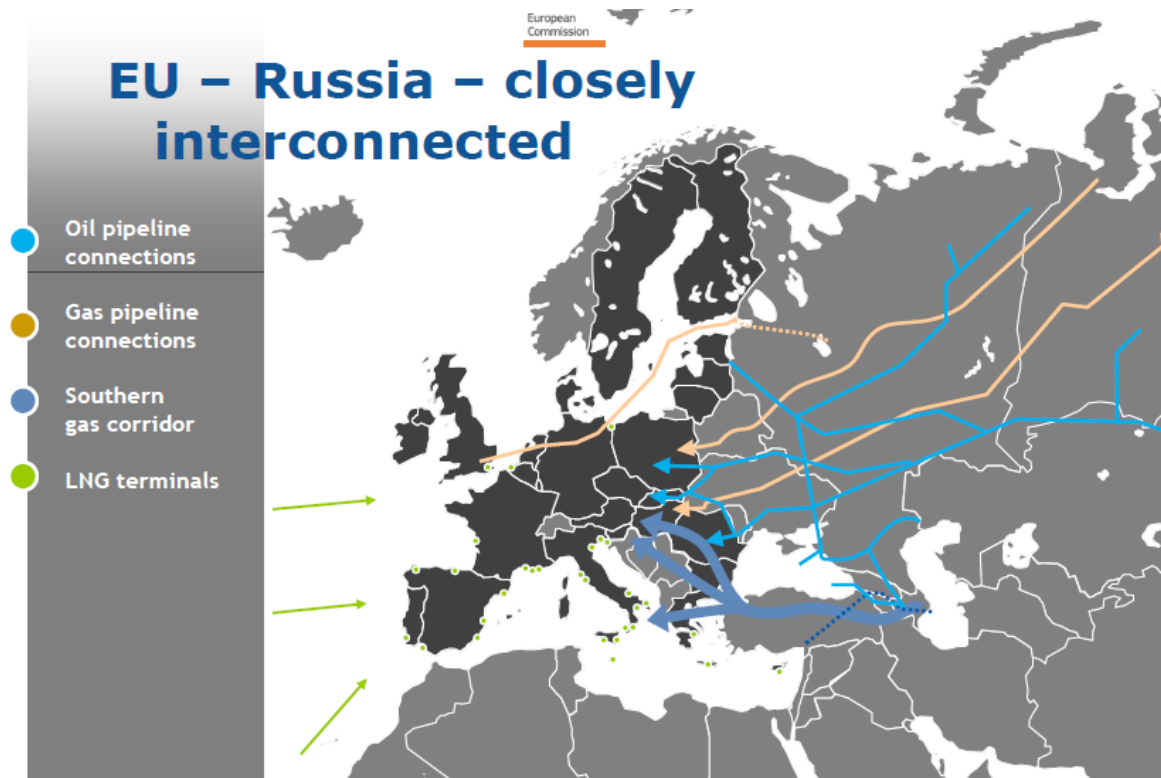 European
Commission
EU – Russia – closely
interconnected
Oil pipeline
connections
Gas pipeline
connections
Southern
gas corridor
LNG terminals